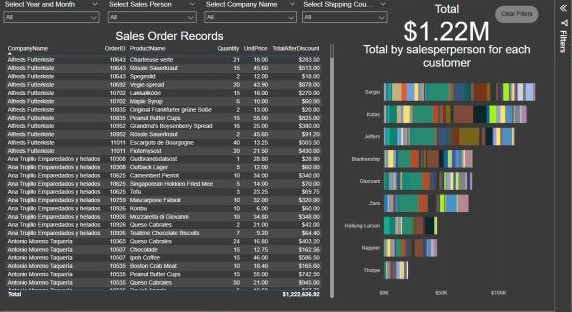 Select Year and Month
Select Sales Person
Select Company Name
Select Shipping Cou...
All
All
All
All
Total
$1.22M
Clear Filters
Filters
Sales Order Records
Total by salesperperson for each
customer
CompanyName OrderID ProductName Quantity UnitPrice TotalAfterDiscount
Alfreds Futterkiste 10643 Chartreuse verte 21 18.00 $283.50
Alfreds Futterkiste 10643 Rössle Sauerkraut 15 45.60 $513.00
Alfreds Futterkiste 10643 Spegesild 2 12.00 $18.00
Alfreds Futterkiste 10692 Vegie-spread 20 43.90 $878.00
Alfreds Futterkiste 10702 Lakkalikööri 15 18.00 $270.00
Alfreds Futterkiste 10702 Maple Syrup 6 10.00 $60.00
Alfreds Futterkiste 10835 Original Frankfurter grüne Soße 2 13.00 $20.80
Alfreds Futterkiste 10835 Peanut Butter Cups 15 55.00 $825.00
Alfreds Futterkiste 10952 Grandma's Boysenberry Spread 16 25.00 $380.00
Alfreds Futterkiste 10952 Rössle Sauerkraut 2 45.60 $91.20
Alfreds Futterkiste 11011 Escargots de Bourgogne 40 13.25 $503.50
Alfreds Futterkiste 11011 Flotemysost 20 21.50 $430.00
Ana Trujillo Emparedados y helados 10308 Gudbrandsdalsost 1 28.80 $28.80
Ana Trujillo Emparedados y helados 10308 Outback Lager 5 12.00 $60.00
Ana Trujillo Emparedados y helados 10625 Camembert Pierrot 10 34.00 $340.00
Ana Trujillo Emparedados y helados 10625 Singaporean Hokkien Fried Mee 5 14.00 $70.00
Ana Trujillo Emparedados y helados 10625 Tofu 3 23.25 $69.75
Ana Trujillo Emparedados y helados 10759 Mascarpone Fabioli 10 32.00 $320.00
Ana Trujillo Emparedados y helados 10926 Konbu 10 6.00 $60.00
Ana Trujillo Emparedados y helados 10926 Mozzarella di Giovanni 10 34.80 $348.00
Ana Trujillo Emparedados y helados 10926 Queso Cabrales 2 21.00 $42.00
Ana Trujillo Emparedados y helados 10926 Teatime Chocolate Biscuits 7 9.20 $64.40
Antonio Moreno Taquería 10365 Queso Cabrales 24 16.80 $403.20
Antonio Moreno Taquería 10507 Chocolade 15 12.75 $162.56
Antonio Moreno Taquería 10507 Ipoh Coffee 15 46.00 $586.50
Antonio Moreno Taquería 10535 Boston Crab Meat 10 18.40 $165.60
Antonio Moreno Taquería 10535 Peanut Butter Cups 15 55.00 $742.50
Antonio Moreno Taquería 10535 Queso Cabrales 50 21.00 $945.00
Total $1,222,636.92
Bergie
Kofas
Jeffers
Blankenship
Giussani
Zare
Hellung-Larsen
Nappner
Thorpe
$0K
$50K
$100K